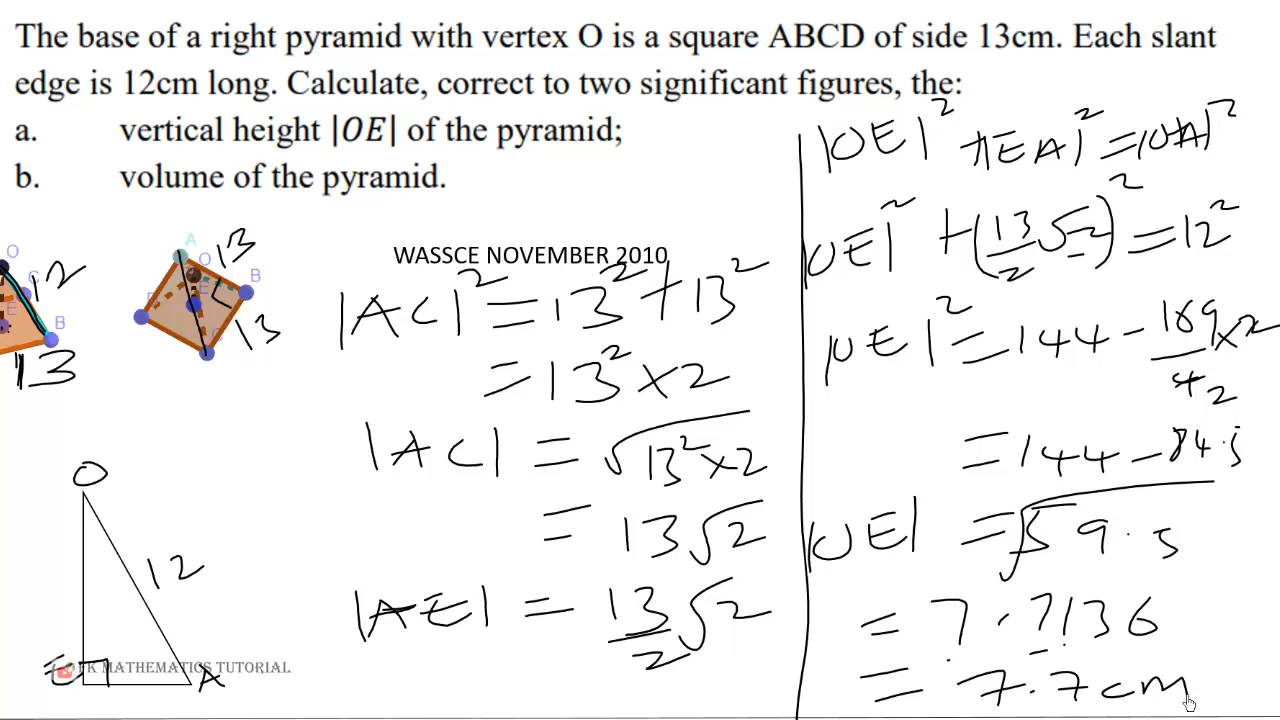 The base of a right pyramid with vertex O is a square ABCD of side 13cm. Each slant
edge is 12cm long. Calculate, correct to two significant figures, the:
a. vertical height |OE| of the pyramid;
b. volume of the pyramid.
WASSCE NOVEMBER 2010
O
C
E
B
12
13
A
O
B
E
C
13
13
O
12
E
A
PK MATHEMATICS TUTORIAL
|AC|² = 13² + 13²
= 13² × 2
|AC| = √13² × 2
= 13√2
|AE| = 13/2 √2
|OE|² + |EA|² = |OA|²
|OE|² + (13/2 √2)² = 12²
|OE|² = 144 - 169/4 × 2
2
= 144 - 84.5
|OE| = √59.5
= 7.7136
= 7.7cm